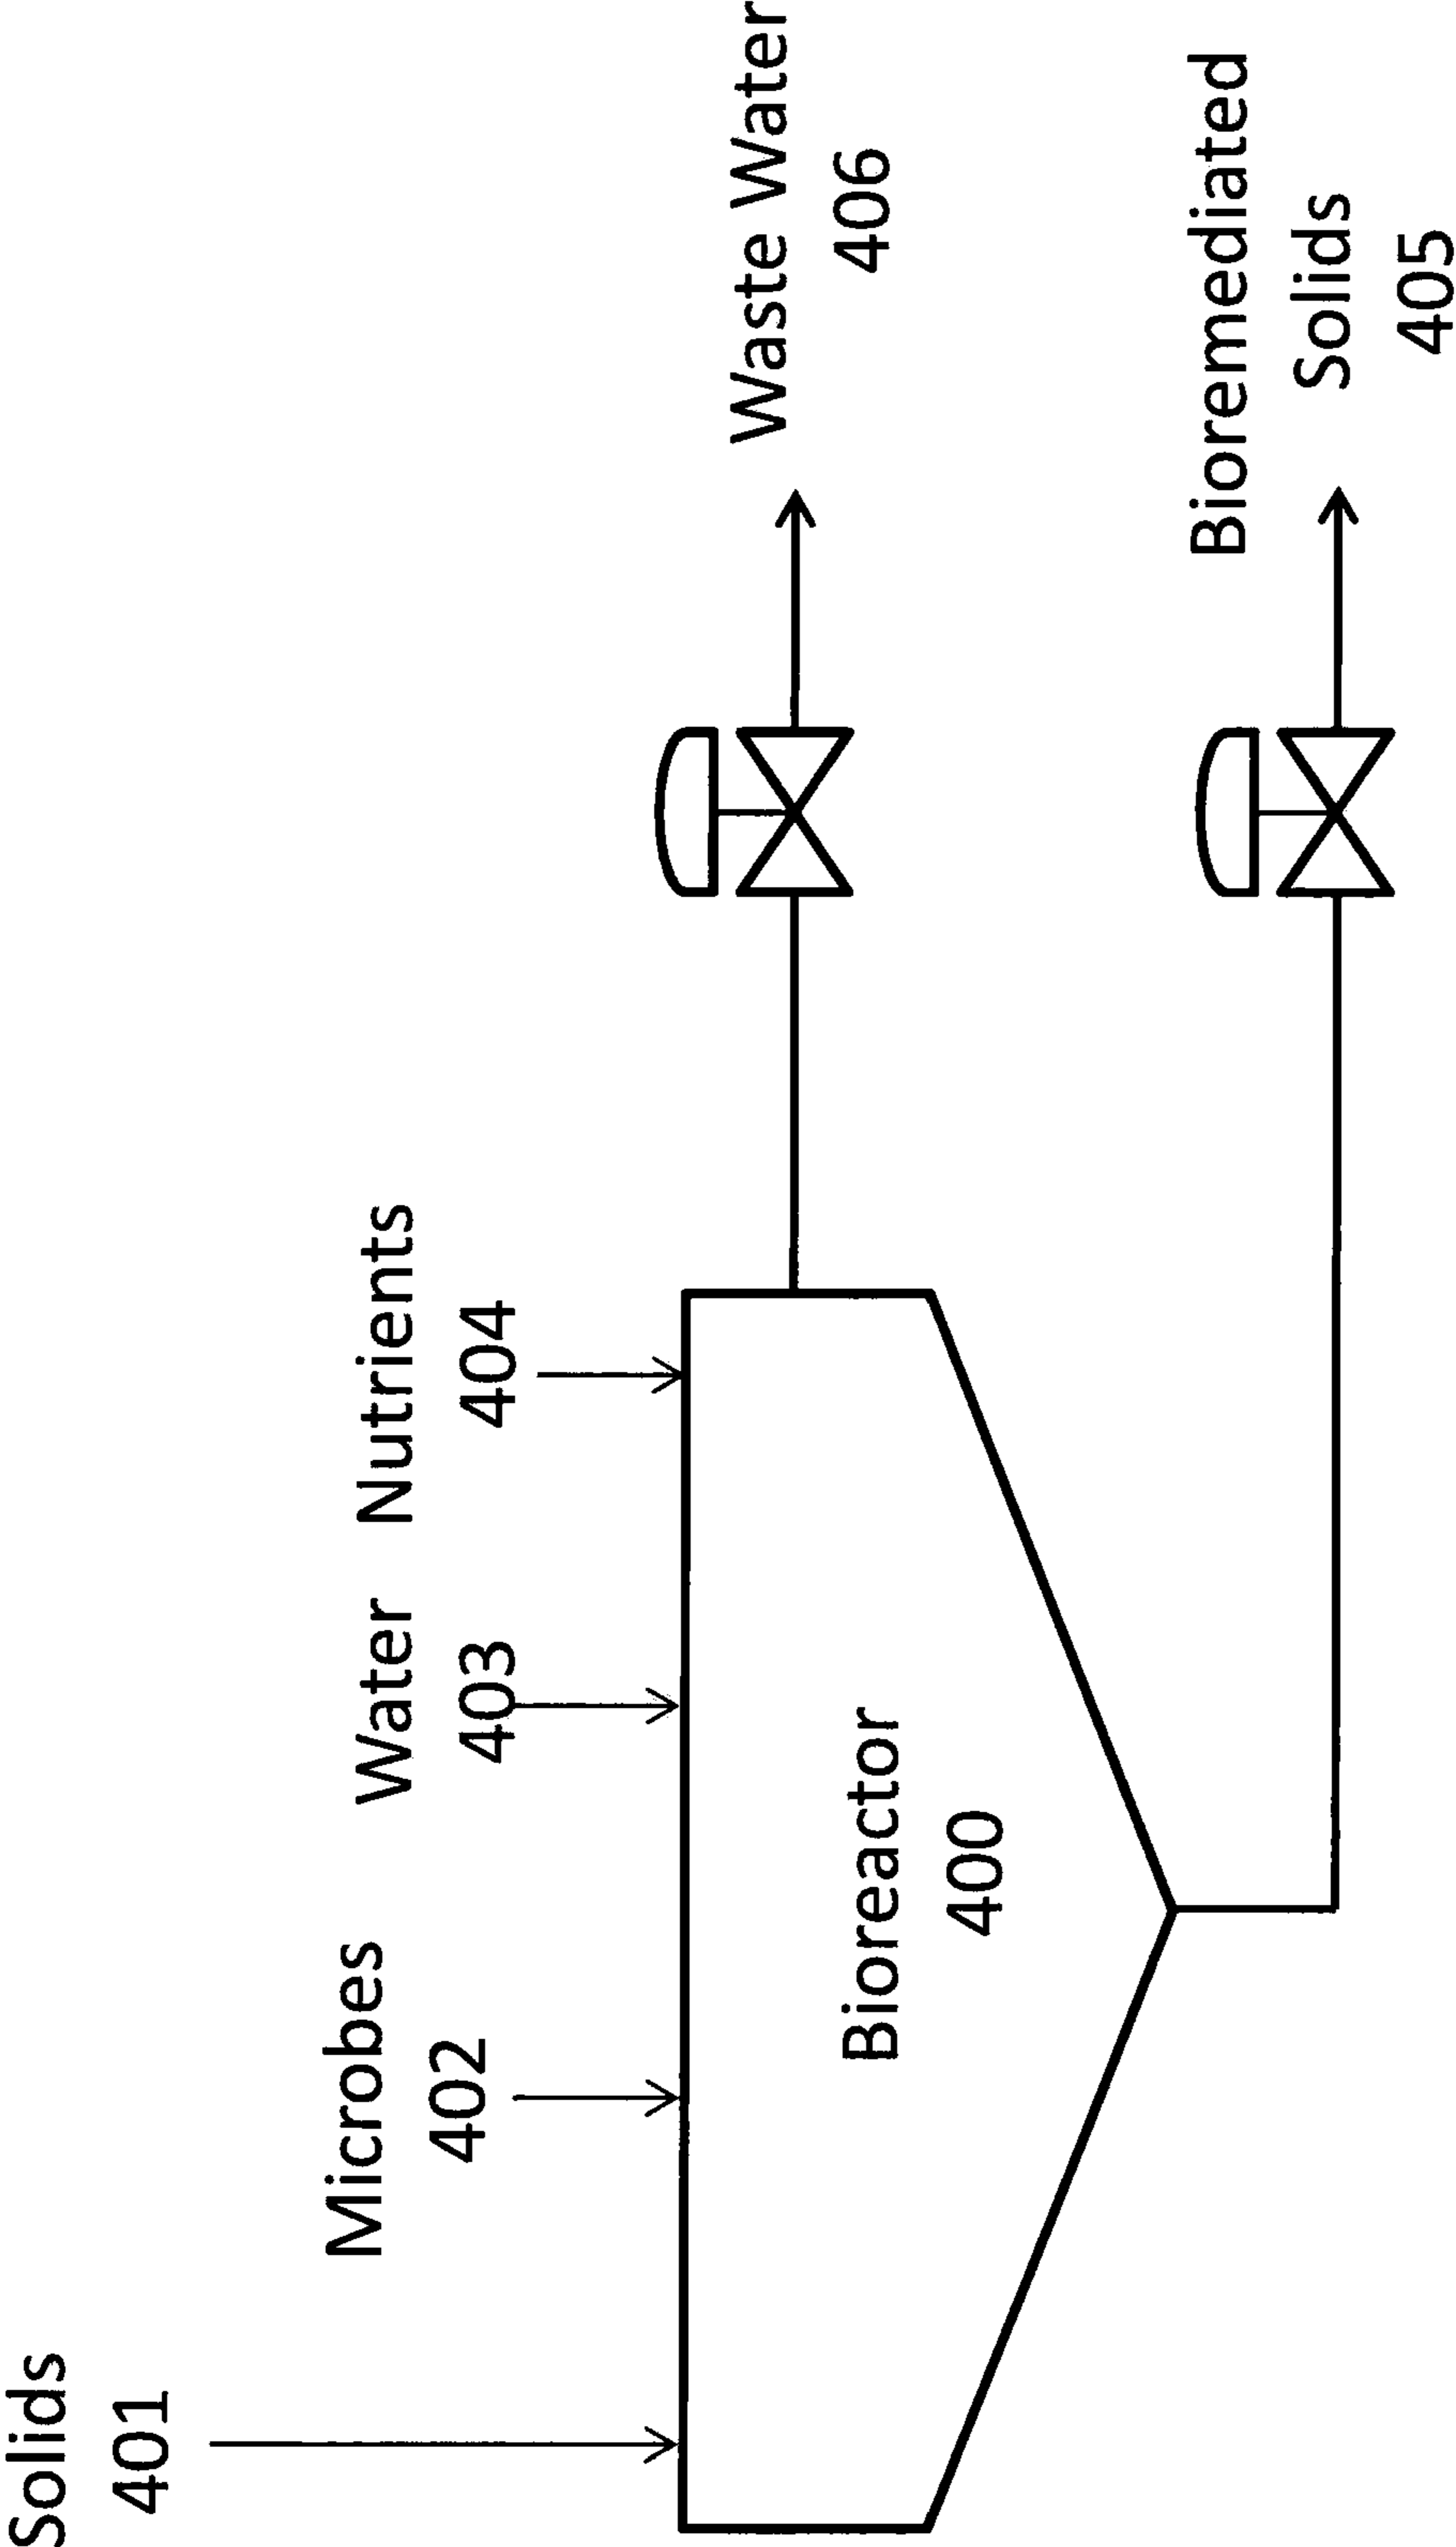 Solids
401
Microbes
402
Water
403
Nutrients
404
Bioreactor
400
Waste Water
406
Bioremediated
Solids
405